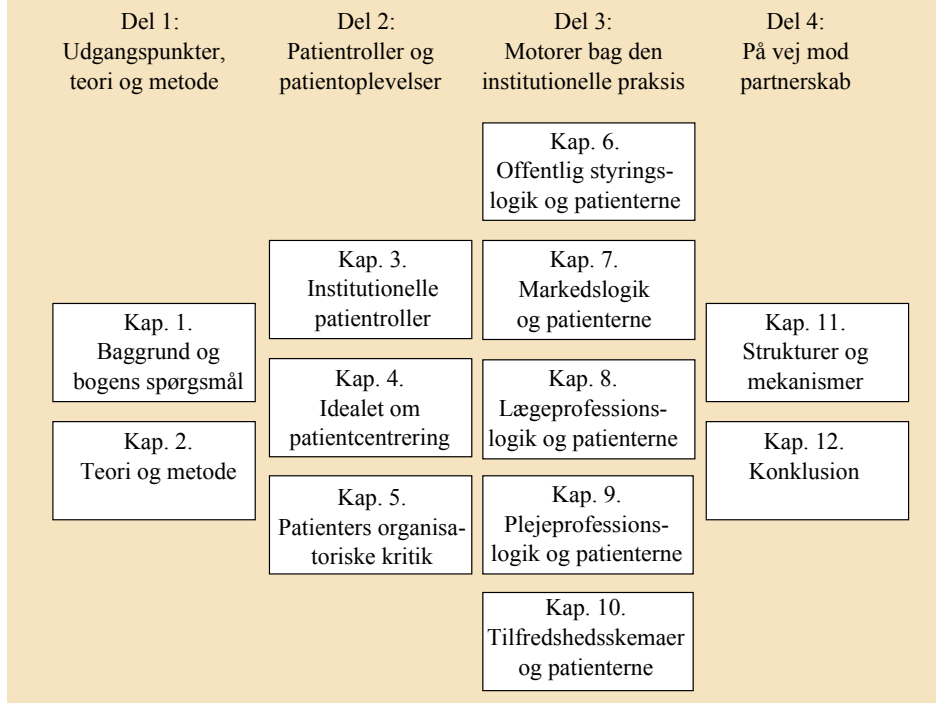 Del 1:
Udgangspunkter,
teori og metode
Kap. 1.
Baggrund og
bogens spørgsmål
Kap. 2.
Teori og metode
Del 2:
Patientroller og
patientoplevelser
Kap. 3.
Institutionelle
patientroller
Kap. 4.
Idealet om
patientcentrering
Kap. 5.
Patienters organisa-
toriske kritik
Del 3:
Motorer bag den
institutionelle praksis
Kap. 6.
Offentlig styrings-
logik og patienterne
Kap. 7.
Markedslogik
og patienterne
Kap. 8.
Lægeprofessions-
logik og patienterne
Kap. 9.
Plejeprofessions-
logik og patienterne
Kap. 10.
Tilfredshedsskemaer
og patienterne
Del 4:
På vej mod
partnerskab
Kap. 11.
Strukturer og
mekanismer
Kap. 12.
Konklusion